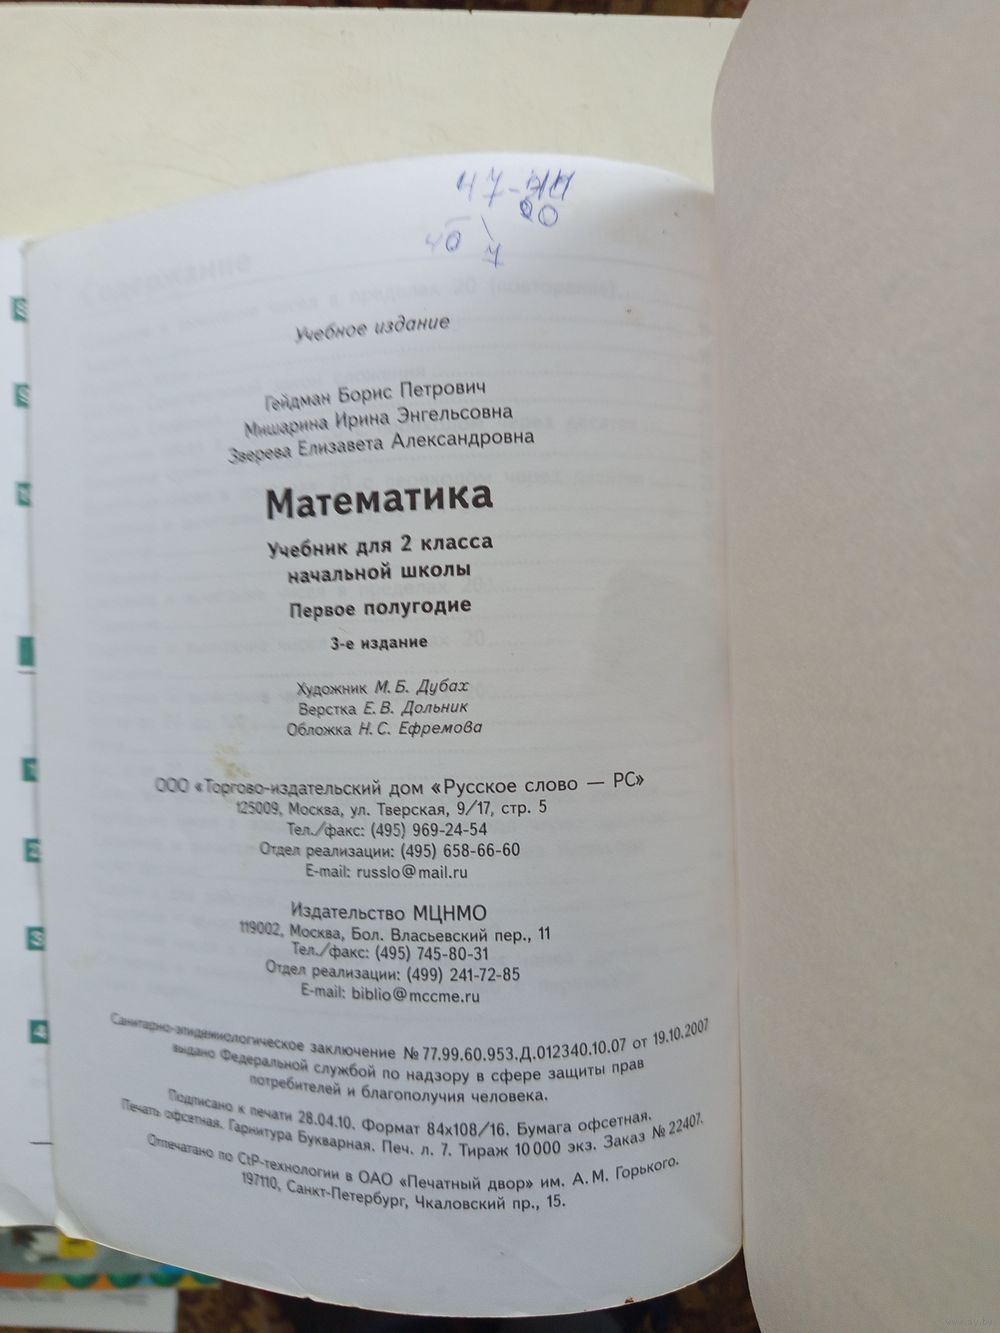 47-
20
40
7
Содержание
Учебное издание
Гейдман Борис Петрович
Мишарина Ирина Энгельсовна
Зверева Елизавета Александровна
Математика
Учебник для 2 класса
начальной школы
Первое полугодие
3-е издание
Художник М. Б. Дубах
Верстка Е. В. Дольник
Обложка Н. С. Ефремова
ООО «Торгово-издательский дом «Русское слово — РС»
125009, Москва, ул. Тверская, 9/17, стр. 5
Тел./факс: (495) 969-24-54
Отдел реализации: (495) 658-66-60
E-mail: russlo@mail.ru
Издательство МЦНМО
119002, Москва, Бол. Власьевский пер., 11
Тел./факс: (495) 745-80-31
Отдел реализации: (499) 241-72-85
E-mail: biblio@mccme.ru
Санитарно-эпидемиологическое заключение № 77.99.60.953.Д.012340.10.07 от 19.10.2007
выдано Федеральной службой по надзору в сфере защиты прав
потребителей и благополучия человека.
Подписано к печати 28.04.10. Формат 84х108/16. Бумага офсетная.
Печать офсетная. Гарнитура Букварная. Печ. л. 7. Тираж 10 000 экз. Заказ № 22407.
Отпечатано по CtP-технологии в ОАО «Печатный двор» им. А. М. Горького.
197110, Санкт-Петербург, Чкаловский пр., 15.